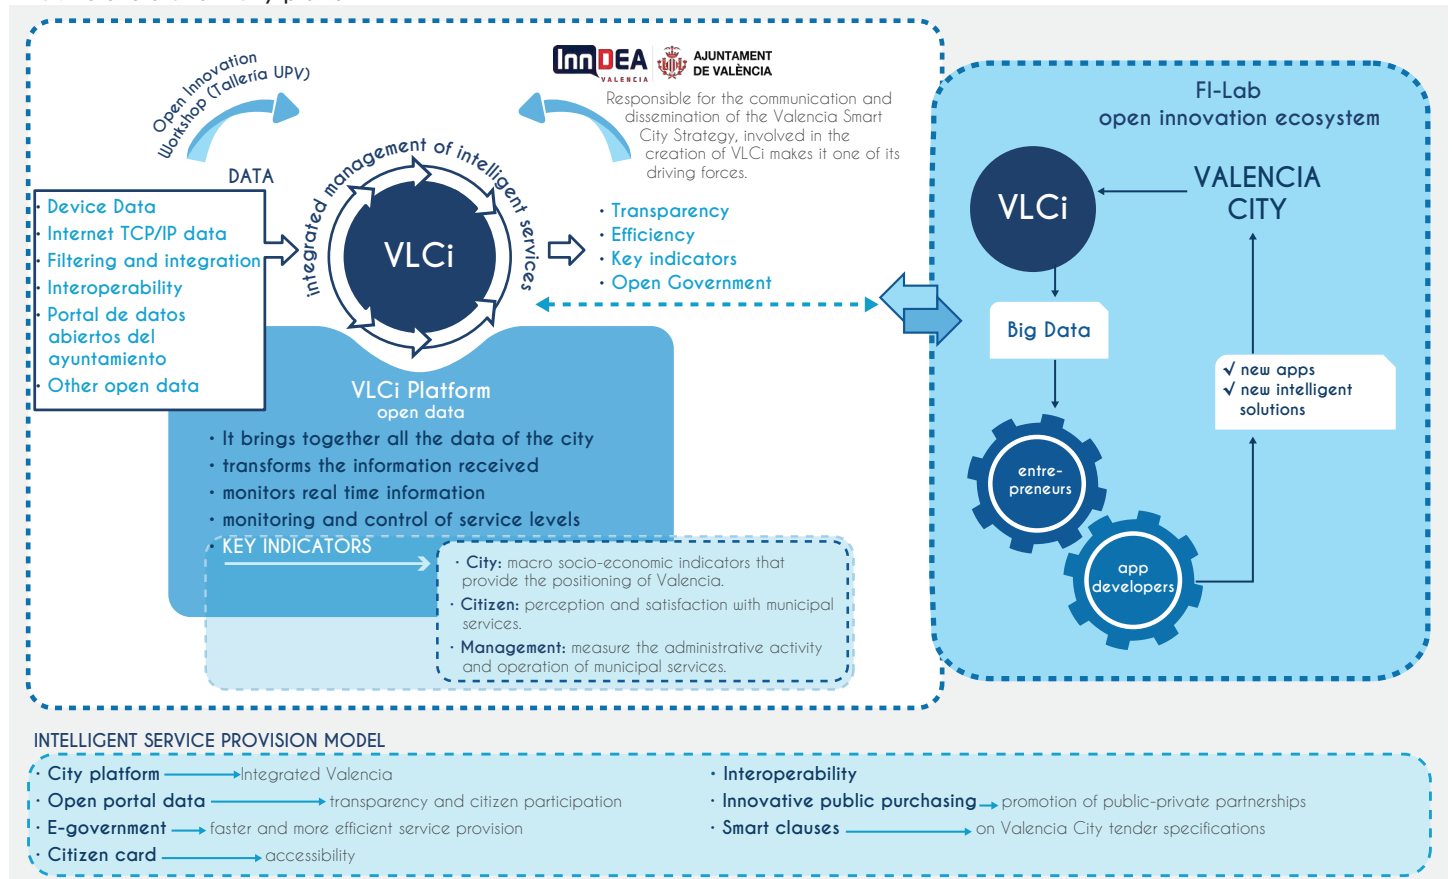 Open Innovation
Workshop (Tallería UPV)
InnDEA
VALENCIA
AJUNTAMENT
DE VALÈNCIA
Responsible for the communication and
dissemination of the Valencia Smart
City Strategy, involved in the
creation of VLCi makes it one of its
driving forces.
DATA
· Device Data
· Internet TCP/IP data
· Filtering and integration
· Interoperability
· Portal de datos
abiertos del
ayuntamiento
· Other open data
integrated management of intelligent services
VLCi
· Transparency
· Efficiency
· Key indicators
· Open Government
VLCi Platform
open data
· It brings together all the data of the city
· transforms the information received
· monitors real time information
· monitoring and control of service levels
· KEY INDICATORS
· City: macro socio-economic indicators that
provide the positioning of Valencia.
· Citizen: perception and satisfaction with municipal
services.
· Management: measure the administrative activity
and operation of municipal services.
FI-Lab
open innovation ecosystem
VLCi
VALENCIA
CITY
Big Data
√ new apps
√ new intelligent
solutions
entre-
preneurs
app
developers
INTELLIGENT SERVICE PROVISION MODEL
· City platform Integrated Valencia
· Open portal data transparency and citizen participation
· E-government faster and more efficient service provision
· Citizen card accessibility
· Interoperability
· Innovative public purchasing promotion of public-private partnerships
· Smart clauses on Valencia City tender specifications